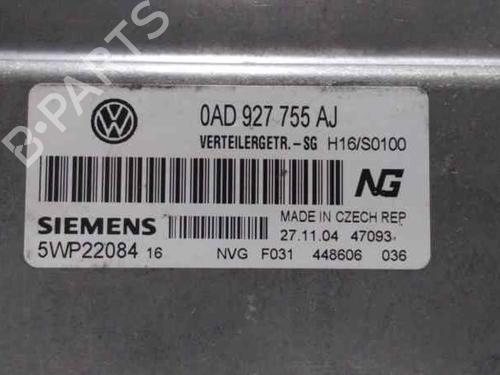 B-PARTS
0AD 927 755 AJ
VERTEILERGETR.-SG H16/S0100
NG
SIEMENS
MADE IN CZECH REP
27.11.04 47093
5WP22084 16
NVG F031 448606 036